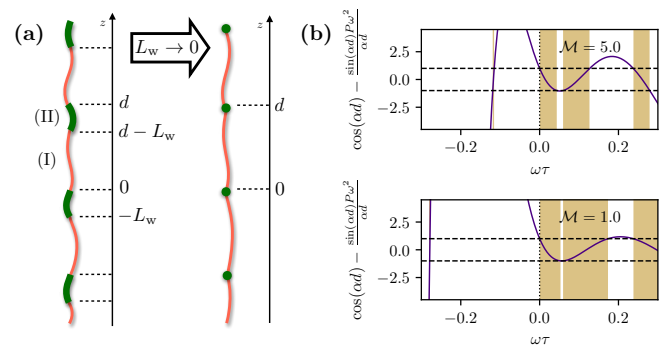 (a)
z
L_w → 0
z
d
(II)
d − L_w
(I)
0
−L_w
d
0
(b)
cos(αd) − sin(αd)Pω²/αd
2.5
0.0
−2.5
ℳ = 5.0
−0.2 0.0 0.2
ωτ
cos(αd) − sin(αd)Pω²/αd
2.5
0.0
−2.5
ℳ = 1.0
−0.2 0.0 0.2
ωτ